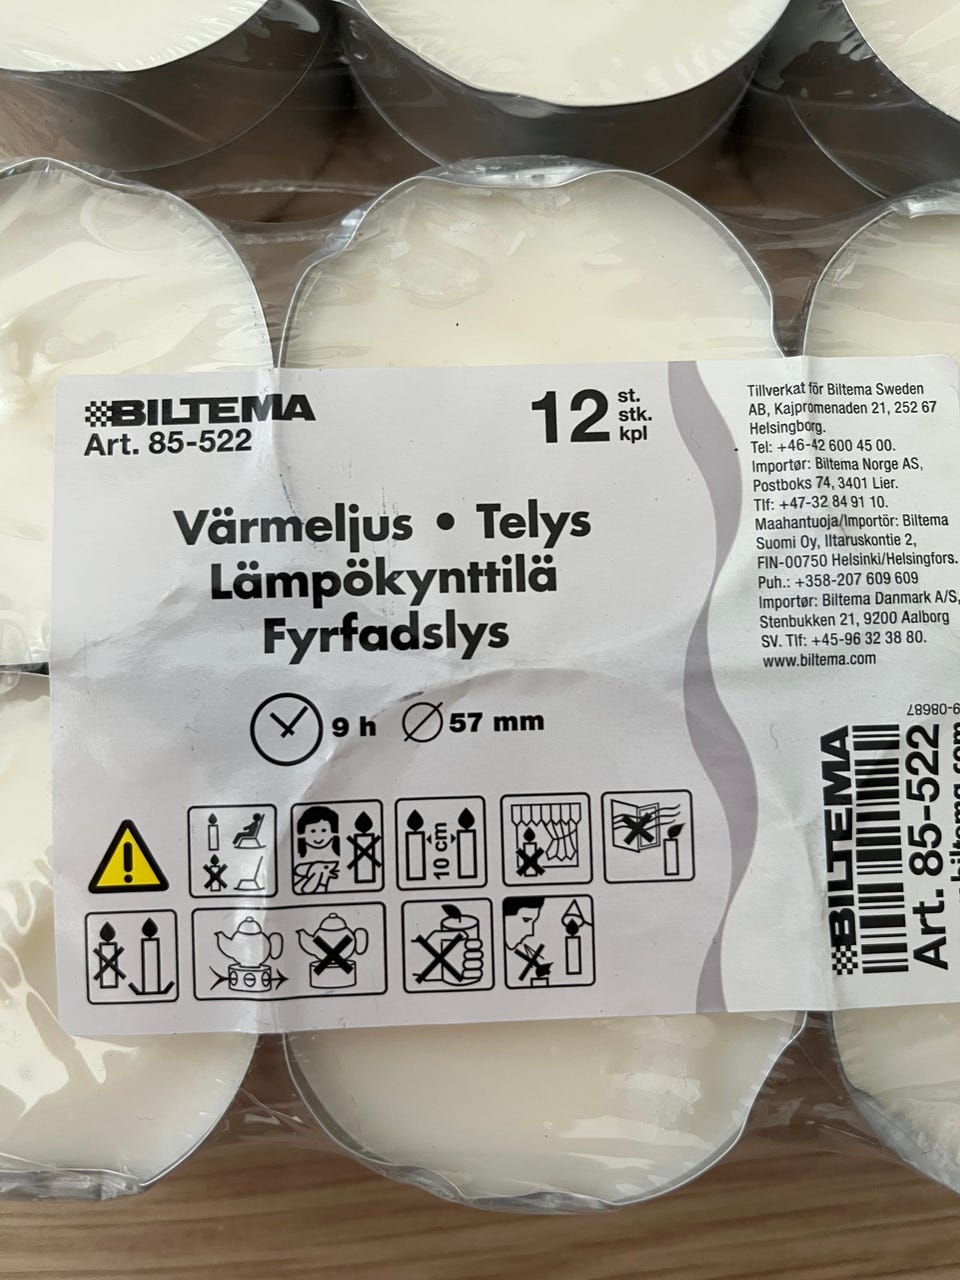 BILTEMA
Art. 85-522
12 st.
stk.
kpl
Värmeljus • Telys
Lämpökynttilä
Fyrfadslys
9 h Ø 57 mm
10 cm
Tillverkat för Biltema Sweden
AB, Kajpromenaden 21, 252 67
Helsingborg.
Tel: +46-42 600 45 00.
Importør: Biltema Norge AS,
Postboks 74, 3401 Lier.
Tlf: +47-32 84 91 10.
Maahantuoja/Importör: Biltema
Suomi Oy, Iltaruskontie 2,
FIN-00750 Helsinki/Helsingfors.
Puh.: +358-207 609 609
Importør: Biltema Danmark A/S,
Stenbukken 21, 9200 Aalborg
SV. Tlf: +45-96 32 38 80.
www.biltema.com
BILTEMA
Art. 85-522
biltema.com